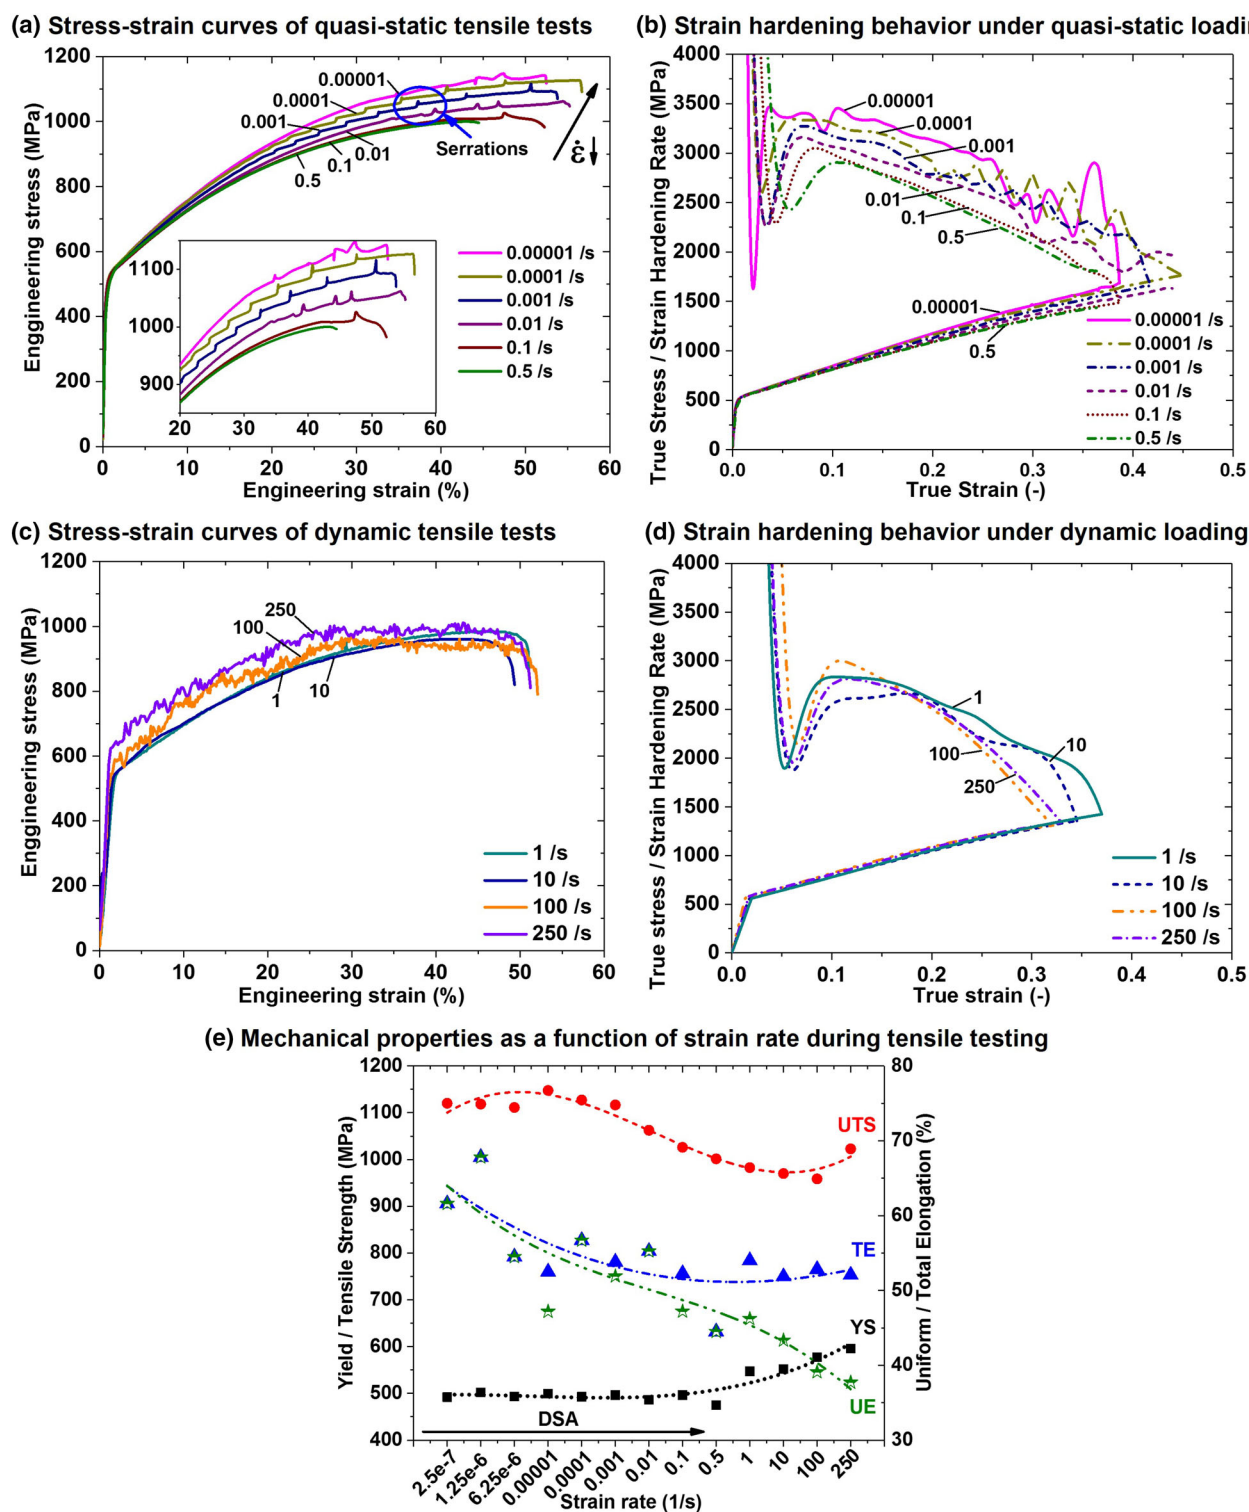 (a) Stress-strain curves of quasi-static tensile tests
Enggineering stress (MPa)
1200
1000
800
600
400
200
0
0.00001
0.0001
0.001
0.01
0.1
0.5
Serrations
ε̇↓
1100
1000
900
20 30 40 50 60
0.00001 /s
0.0001 /s
0.001 /s
0.01 /s
0.1 /s
0.5 /s
0 10 20 30 40 50 60
Engineering strain (%)
(b) Strain hardening behavior under quasi-static loadin
True Stress / Strain Hardening Rate (MPa)
4000
3500
3000
2500
2000
1500
1000
500
0
0.00001
0.0001
0.001
0.01
0.1
0.5
0.00001
0.5
0.00001 /s
0.0001 /s
0.001 /s
0.01 /s
0.1 /s
0.5 /s
0.0 0.1 0.2 0.3 0.4 0.5
True Strain (-)
(c) Stress-strain curves of dynamic tensile tests
Enggineering stress (MPa)
1200
1000
800
600
400
200
0
250
100
1
10
1 /s
10 /s
100 /s
250 /s
0 10 20 30 40 50 60
Engineering strain (%)
(d) Strain hardening behavior under dynamic loading
True stress / Strain Hardening Rate (MPa)
4000
3500
3000
2500
2000
1500
1000
500
0
1
10
100
250
1 /s
10 /s
100 /s
250 /s
0.0 0.1 0.2 0.3 0.4 0.5
True strain (-)
(e) Mechanical properties as a function of strain rate during tensile testing
Yield / Tensile Strength (MPa)
1200
1100
1000
900
800
700
600
500
400
UTS
TE
YS
UE
DSA
80
70
60
50
40
30
Uniform / Total Elongation (%)
2.5e-7 1.25e-6 6.25e-6 0.00001 0.0001 0.001 0.01 0.1 0.5 1 10 100 250
Strain rate (1/s)